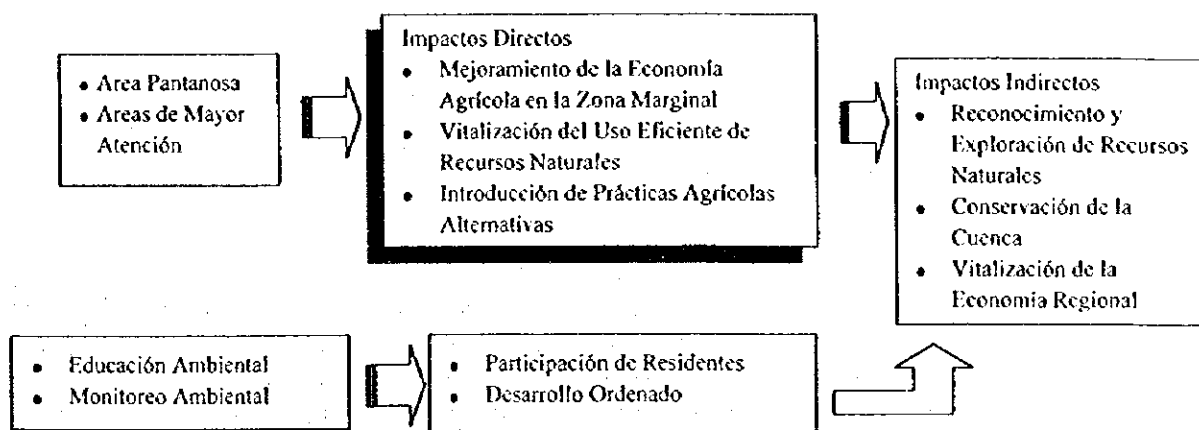 • Area Pantanosa
• Areas de Mayor
Atención
Impactos Directos
• Mejoramiento de la Economía
Agrícola en la Zona Marginal
• Vitalización del Uso Eficiente de
Recursos Naturales
• Introducción de Prácticas Agrícolas
Alternativas
Impactos Indirectos
• Reconocimiento y
Exploración de Recursos
Naturales
• Conservación de la
Cuenca
• Vitalización de la
Economía Regional
• Educación Ambiental
• Monitoreo Ambiental
• Participación de Residentes
• Desarrollo Ordenado